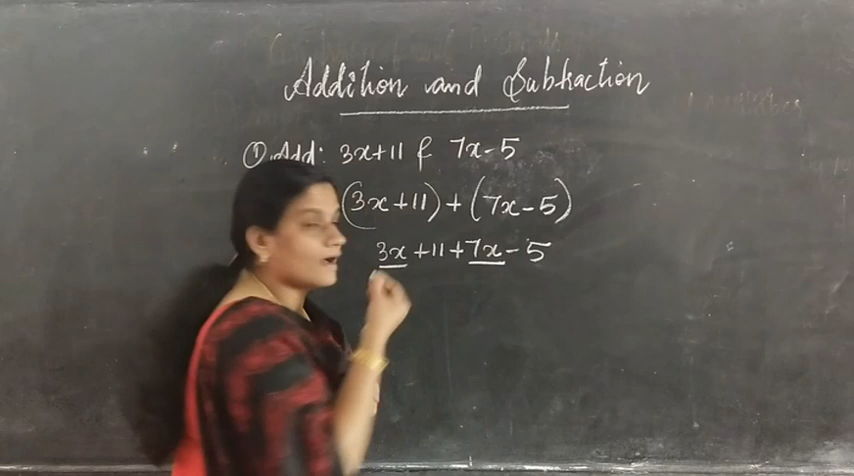 Addition and Subtraction
① Add: 3x+11 & 7x-5
(3x+11)+(7x-5)
3x+11+7x-5